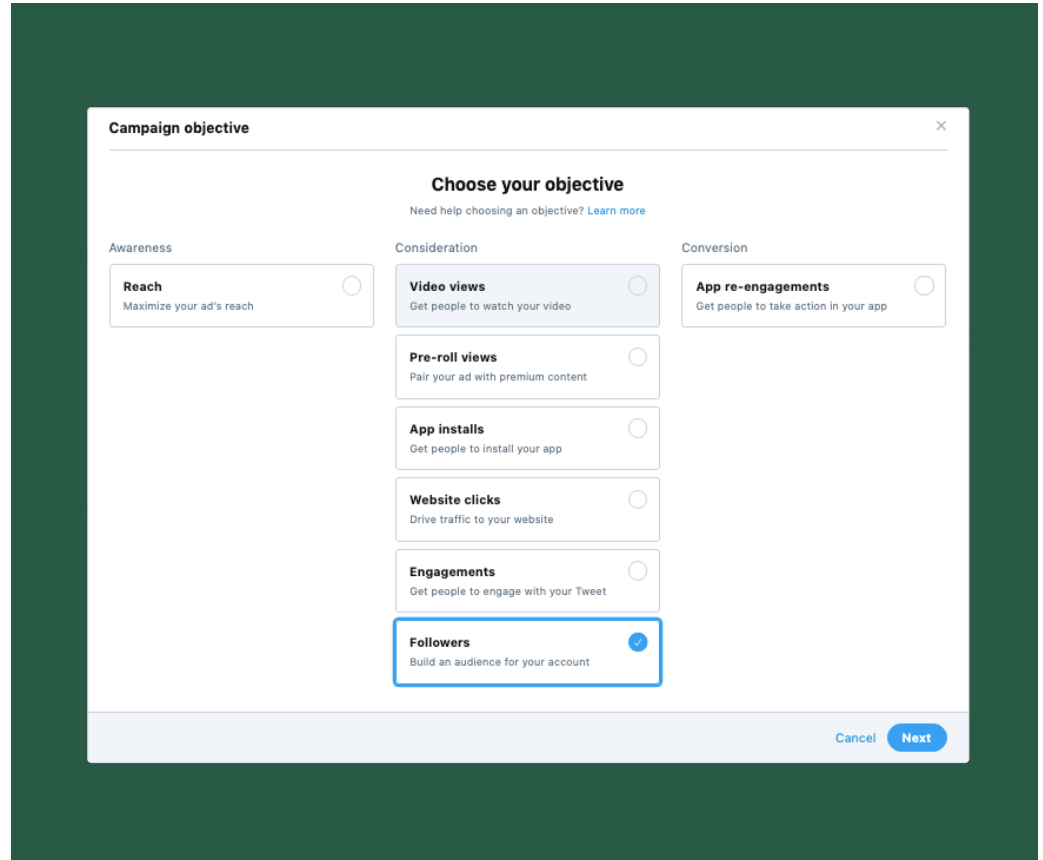 Campaign objective
Choose your objective
Need help choosing an objective? Learn more
Awareness
Reach
Maximize your ad's reach
Consideration
Video views
Get people to watch your video
Pre-roll views
Pair your ad with premium content
App installs
Get people to install your app
Website clicks
Drive traffic to your website
Engagements
Get people to engage with your Tweet
Followers
Build an audience for your account
Conversion
App re-engagements
Get people to take action in your app
Cancel
Next